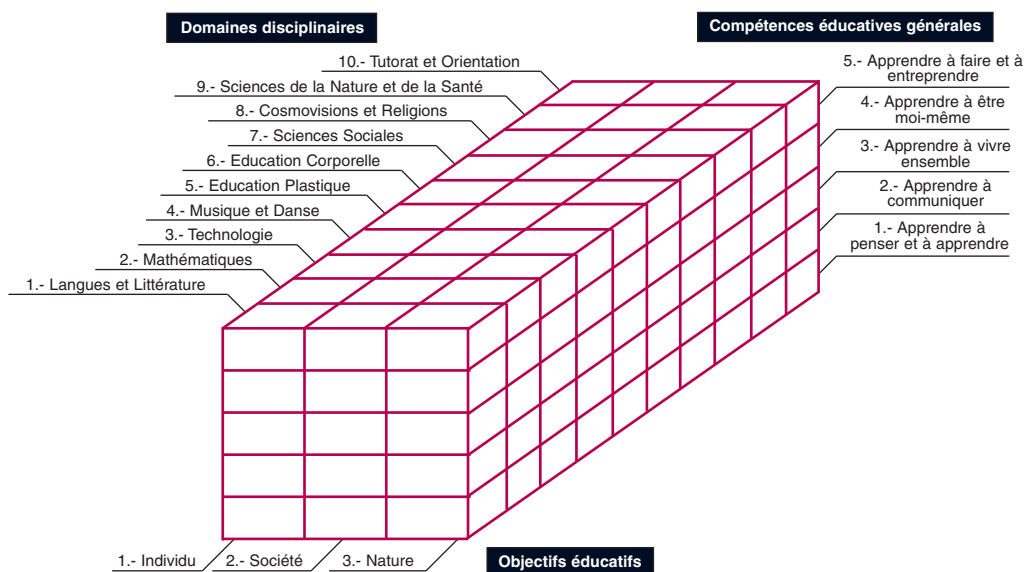 Domaines disciplinaires
Compétences éducatives générales
10.- Tutorat et Orientation
9.- Sciences de la Nature et de la Santé
8.- Cosmovisions et Religions
7.- Sciences Sociales
6.- Education Corporelle
5.- Education Plastique
4.- Musique et Danse
3.- Technologie
2.- Mathématiques
1.- Langues et Littérature
5.- Apprendre à faire et à
entreprendre
4.- Apprendre à être
moi-même
3.- Apprendre à vivre
ensemble
2.- Apprendre à
communiquer
1.- Apprendre à
penser et à apprendre
1.- Individu
2.- Société
3.- Nature
Objectifs éducatifs